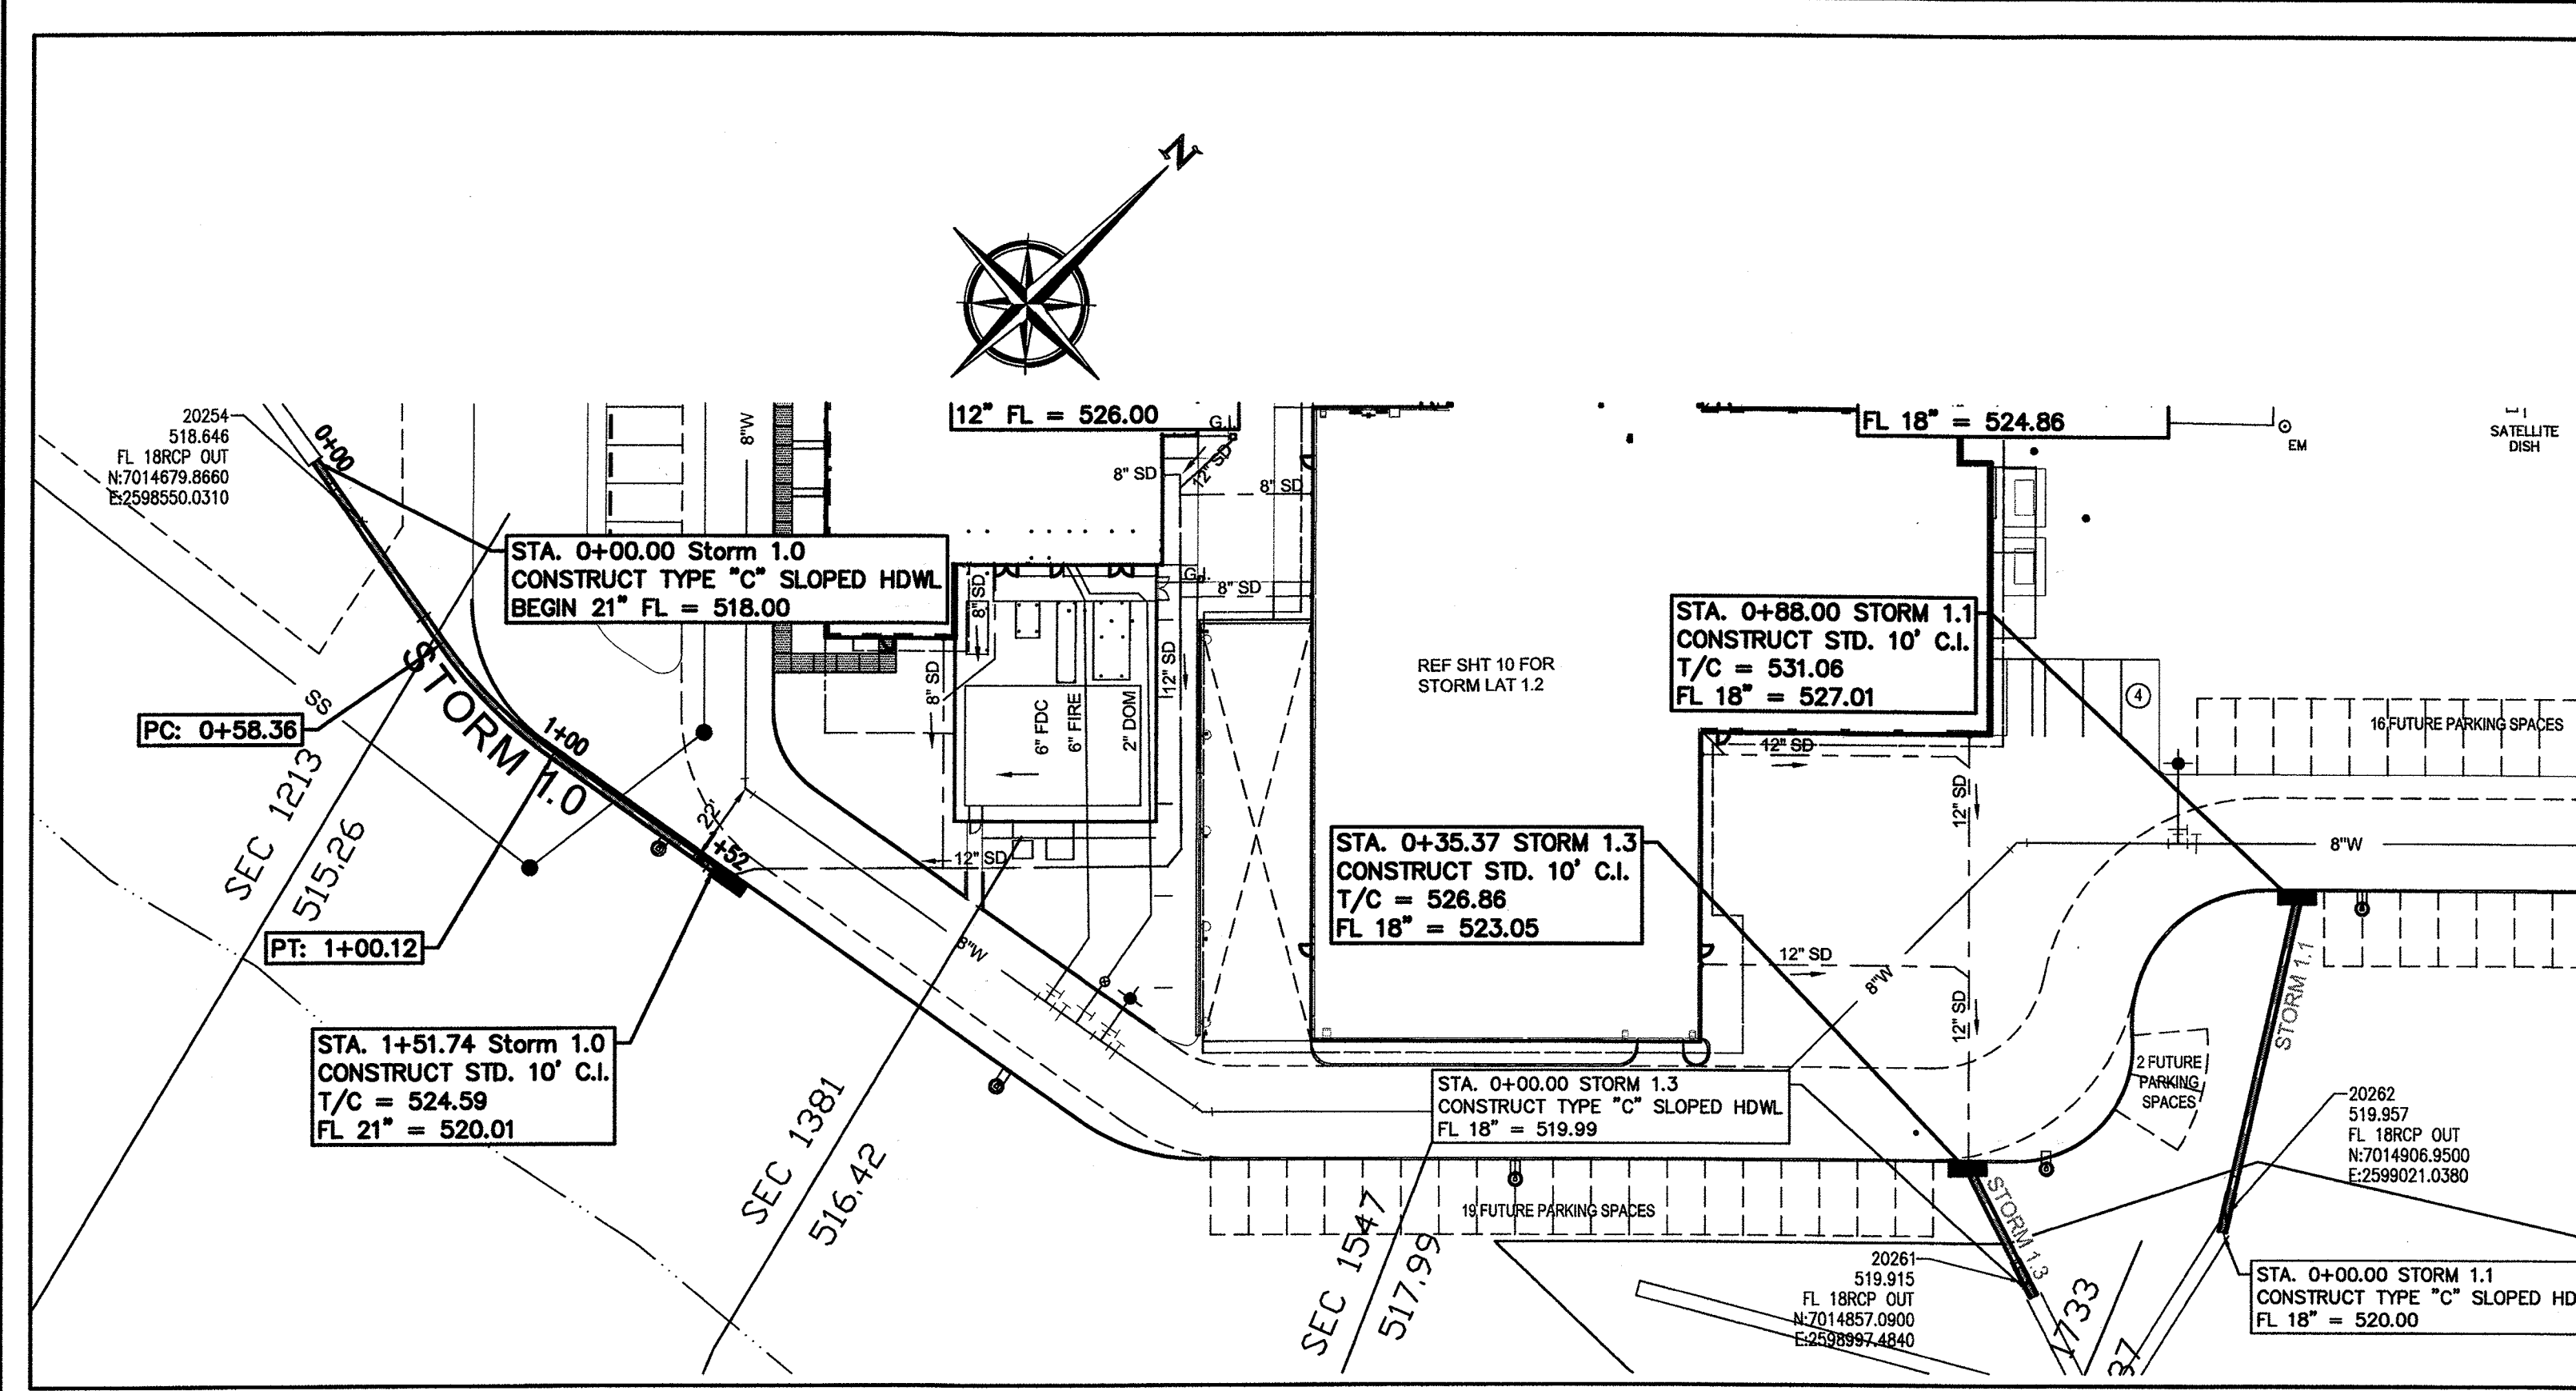 N
20254
518.646
FL 18RCP OUT
N:7014679.8660
E:2598550.0310
0+00
8"W
12" FL = 526.00
G
FL 18" = 524.86
EM
SATELLITE
DISH
8" SD
12" SD
8" SD
STA. 0+00.00 Storm 1.0
CONSTRUCT TYPE "C" SLOPED HDWL
BEGIN 21" FL = 518.00
G
8" SD
8" SD
8" SD
12" SD
STA. 0+88.00 STORM 1.1
CONSTRUCT STD. 10' C.I.
T/C = 531.06
FL 18" = 527.01
REF SHT 10 FOR
STORM LAT 1.2
4
16 FUTURE PARKING SPACES
SS
STORM 1.0
PC: 0+58.36
1+00
6" FDC
6" FIRE
2" DOM
12" SD
12" SD
SEC 1213
515.26
22'
+52
12" SD
STA. 0+35.37 STORM 1.3
CONSTRUCT STD. 10' C.I.
T/C = 526.86
FL 18" = 523.05
8"W
PT: 1+00.12
8"W
12" SD
8"W
12" SD
STORM 1.1
STA. 1+51.74 Storm 1.0
CONSTRUCT STD. 10' C.I.
T/C = 524.59
FL 21" = 520.01
SEC 1381
516.42
STA. 0+00.00 STORM 1.3
CONSTRUCT TYPE "C" SLOPED HDWL
FL 18" = 519.99
2 FUTURE
PARKING
SPACES
20262
519.957
FL 18RCP OUT
N:7014906.9500
E:2599021.0380
SEC 1547
517.99
19 FUTURE PARKING SPACES
STORM 1.3
20261
519.915
FL 18RCP OUT
N:7014857.0900
E:2598997.4840
1733
37
STA. 0+00.00 STORM 1.1
CONSTRUCT TYPE "C" SLOPED HD
FL 18" = 520.00